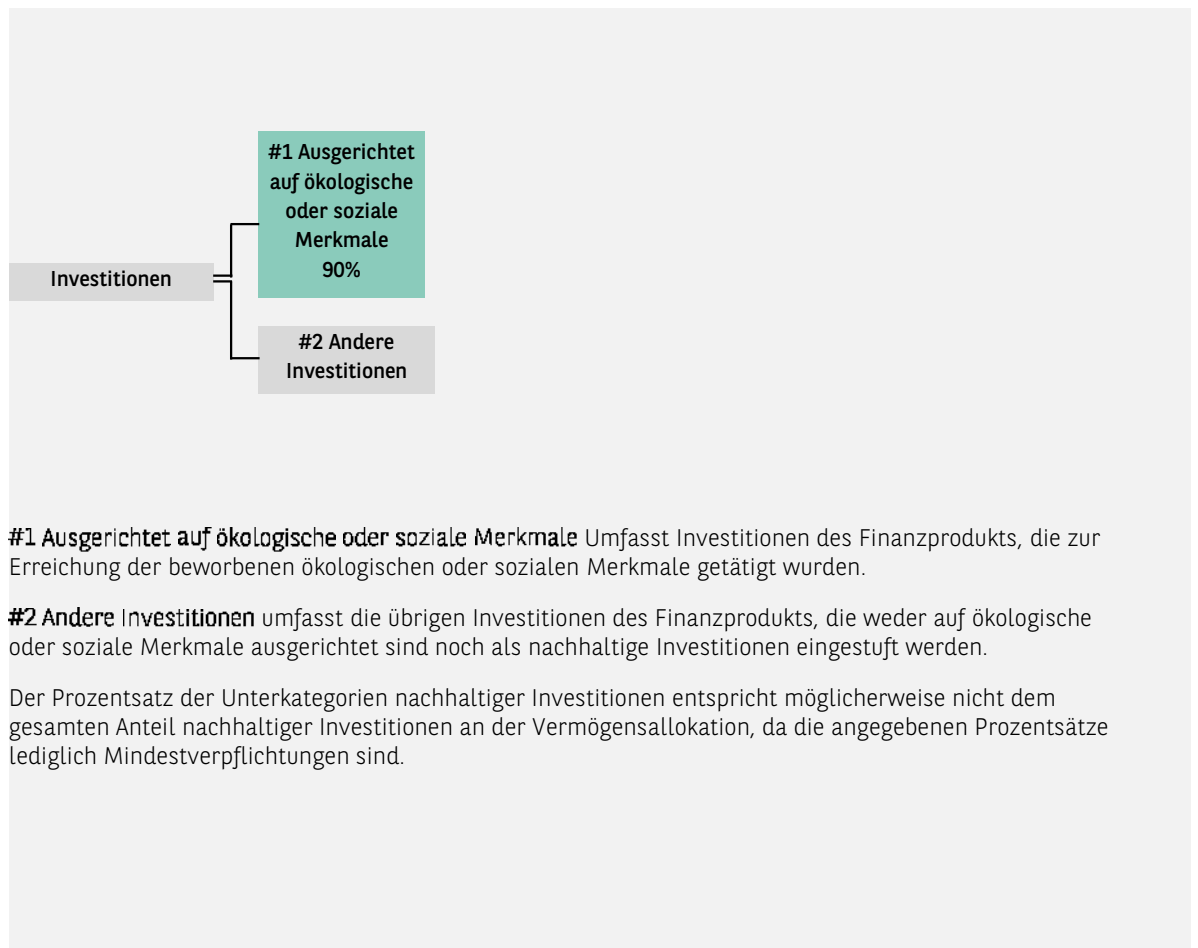 #1 Ausgerichtet
auf ökologische
oder soziale
Merkmale
90%
Investitionen
#2 Andere
Investitionen
#1 Ausgerichtet auf ökologische oder soziale Merkmale Umfasst Investitionen des Finanzprodukts, die zur
Erreichung der beworbenen ökologischen oder sozialen Merkmale getätigt wurden.
#2 Andere Investitionen umfasst die übrigen Investitionen des Finanzprodukts, die weder auf ökologische
oder soziale Merkmale ausgerichtet sind noch als nachhaltige Investitionen eingestuft werden.
Der Prozentsatz der Unterkategorien nachhaltiger Investitionen entspricht möglicherweise nicht dem
gesamten Anteil nachhaltiger Investitionen an der Vermögensallokation, da die angegebenen Prozentsätze
lediglich Mindestverpflichtungen sind.